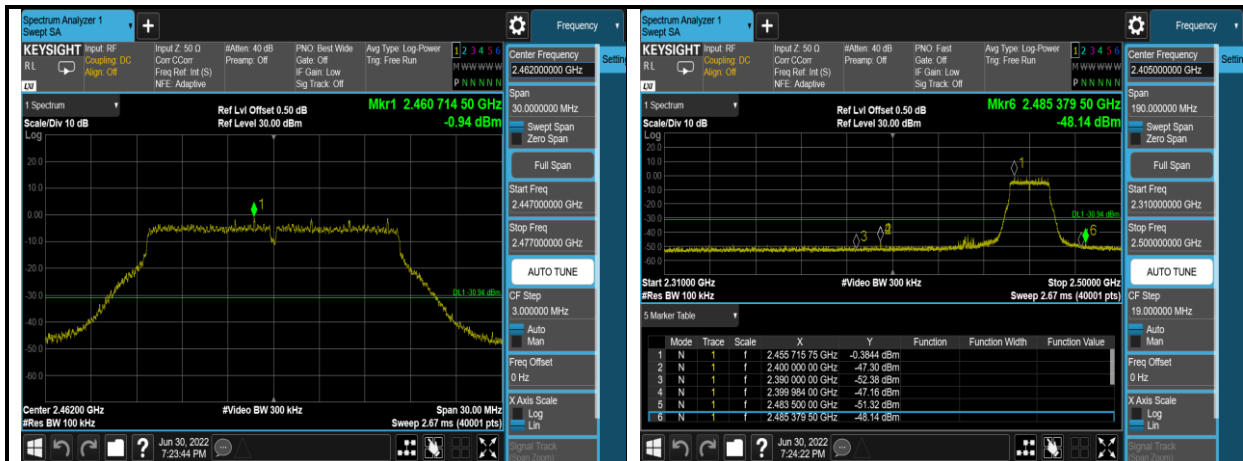 Spectrum Analyzer 1
Swept SA
+
Frequency
KEYSIGHT Input: RF Input Z: 50 Ω #Atten: 40 dB PNO: Best Wide Avg Type: Log-Power 1 2 3 4 5 6
RL Coupling: DC Corr CCorr Preamp: Off Gate: Off Trig: Free Run M W W W W W
Align: Off Freq Ref: Int (S) IF Gain: Low
LXI NFE: Adaptive Sig Track: Off P N N N N N
1 Spectrum
Ref Lvl Offset 0.50 dB Mkr1 2.460 714 50 GHz
Scale/Div 10 dB Ref Level 30.00 dBm -0.94 dBm
Log
20.0
10.0
1
0.00
-10.0
-20.0
-30.0
DL1 -30.94 dBm
-40.0
-50.0
-60.0
Center 2.46200 GHz #Video BW 300 kHz Span 30.00 MHz
#Res BW 100 kHz Sweep 2.67 ms (40001 pts)
Center Frequency
2.462000000 GHz
Settin
Span
30.0000000 MHz
Swept Span
Zero Span
Full Span
Start Freq
2.447000000 GHz
Stop Freq
2.477000000 GHz
AUTO TUNE
CF Step
3.000000 MHz
Auto
Man
Freq Offset
0 Hz
X Axis Scale
Log
Lin
Signal Track
(Span Zoom)
?
Jun 30, 2022
7:23:44 PM
Spectrum Analyzer 1
Swept SA
+
Frequency
KEYSIGHT Input: RF Input Z: 50 Ω #Atten: 40 dB PNO: Fast Avg Type: Log-Power 1 2 3 4 5 6
RL Coupling: DC Corr CCorr Preamp: Off Gate: Off Trig: Free Run M W W W W W
Align: Off Freq Ref: Int (S) IF Gain: Low
LXI NFE: Adaptive Sig Track: Off P N N N N N
1 Spectrum
Ref Lvl Offset 0.50 dB Mkr6 2.485 379 50 GHz
Scale/Div 10 dB Ref Level 30.00 dBm -48.14 dBm
Log
20.0
10.0
1
0.00
-10.0
-20.0
-30.0
DL1 -30.94 dBm
-40.0
3
6
-50.0
-60.0
Start 2.31000 GHz #Video BW 300 kHz Stop 2.50000 GHz
#Res BW 100 kHz Sweep 2.67 ms (40001 pts)
5 Marker Table
Mode Trace Scale X Y Function Function Width Function Value
1 N 1 f 2.455 715 75 GHz -0.3844 dBm
2 N 1 f 2.400 000 00 GHz -47.30 dBm
3 N 1 f 2.390 000 00 GHz -52.38 dBm
4 N 1 f 2.399 984 00 GHz -47.16 dBm
5 N 1 f 2.483 500 00 GHz -51.32 dBm
6 N 1 f 2.485 379 50 GHz -48.14 dBm
Center Frequency
2.405000000 GHz
Settin
Span
190.000000 MHz
Swept Span
Zero Span
Full Span
Start Freq
2.310000000 GHz
Stop Freq
2.500000000 GHz
AUTO TUNE
CF Step
19.000000 MHz
Auto
Man
Freq Offset
0 Hz
X Axis Scale
Log
Lin
Signal Track
(Span Zoom)
?
Jun 30, 2022
7:24:22 PM